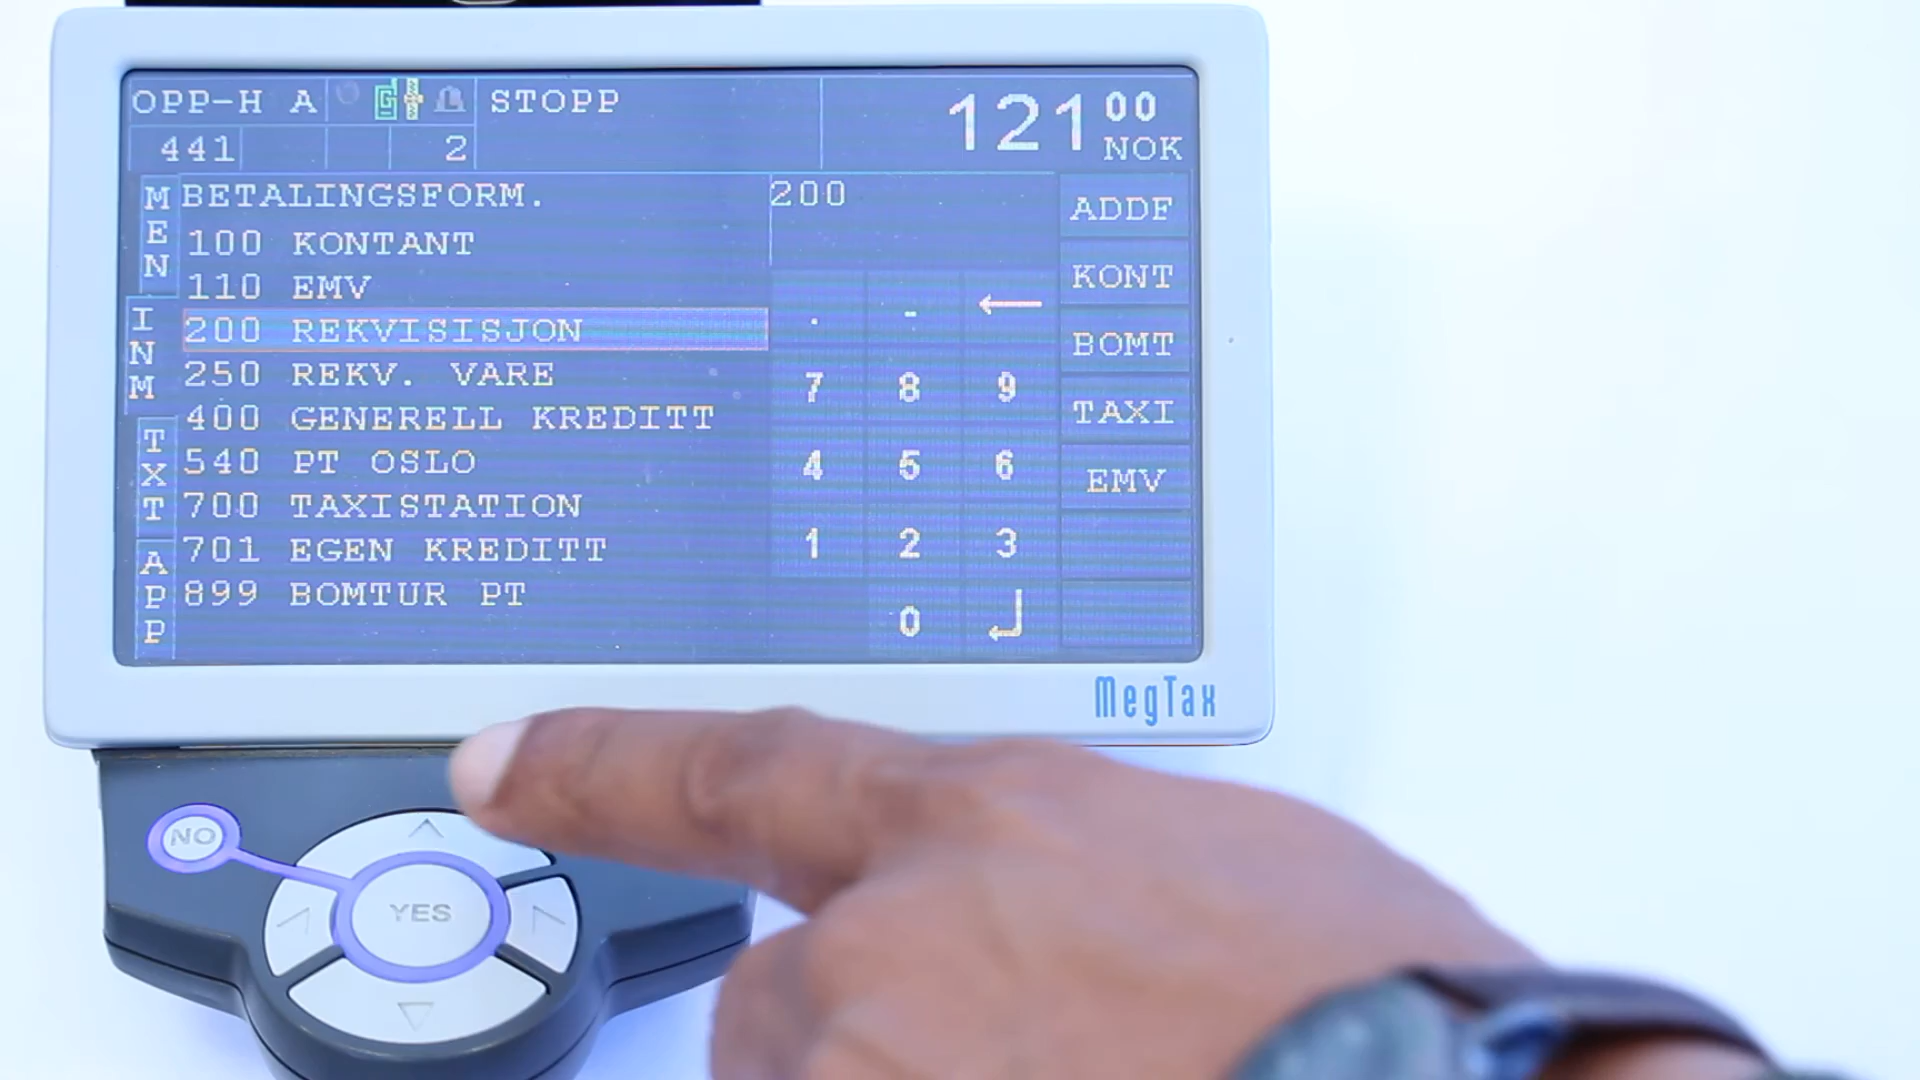 OPP-H A
STOPP
121 00
NOK
441
2
MEN
INM
TXT
APP
BETALINGSFORM.
200
100 KONTANT
110 EMV
200 REKVISISJON
250 REKV. VARE
400 GENERELL KREDITT
540 PT OSLO
700 TAXISTATION
701 EGEN KREDITT
899 BOMTUR PT
. -
7 8 9
4 5 6
1 2 3
0
ADDF
KONT
BOMT
TAXI
EMV
MegTax
NO
YES